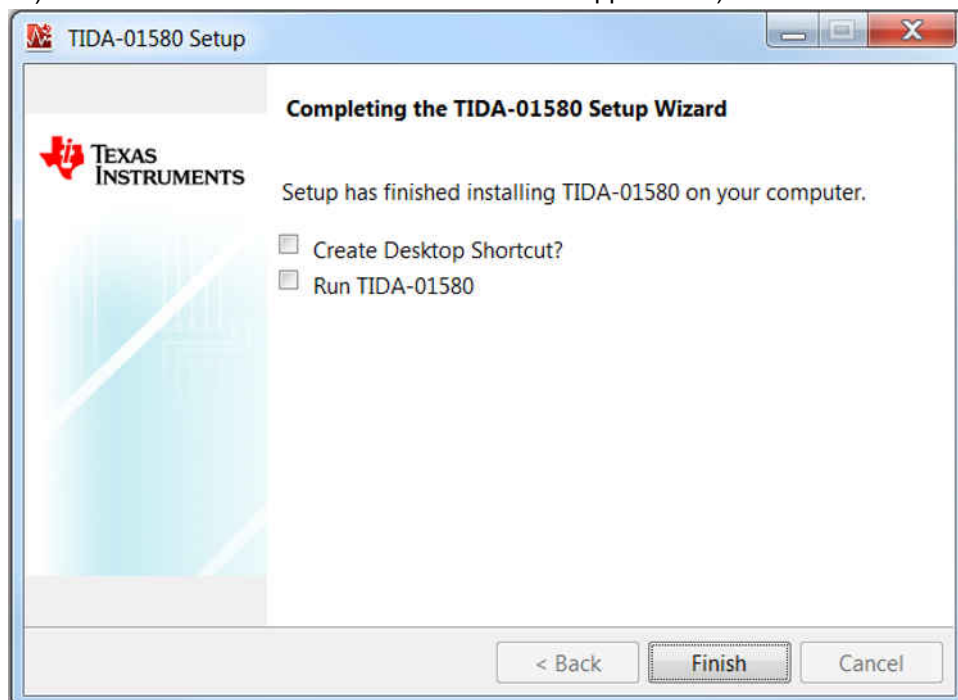 TIDA-01580 Setup
Completing the TIDA-01580 Setup Wizard
TEXAS
INSTRUMENTS
Setup has finished installing TIDA-01580 on your computer.
Create Desktop Shortcut?
Run TIDA-01580
< Back Finish Cancel